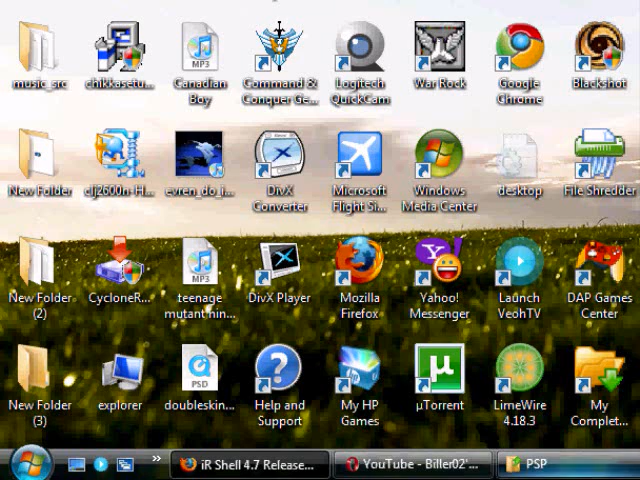 music_src
chikkasetu...
MP3
Canadian
Boy
Command &
Conquer Ge...
Logitech
QuickCam
War Rock
Google
Chrome
Blackshot
New Folder
clj2600n-H...
evren_do_i...
DivX
Converter
Microsoft
Flight Si...
Windows
Media Center
desktop
File Shredder
New Folder
(2)
CycloneR...
MP3
teenage
mutant nin...
DivX Player
Mozilla
Firefox
Yahoo!
Messenger
Launch
VeohTV
DAP Games
Center
New Folder
(3)
explorer
PSD
doubleskin...
Help and
Support
My HP
Games
µTorrent
LimeWire
4.18.3
My
Complet...
iR Shell 4.7 Release...
YouTube - Biller02'...
PSP